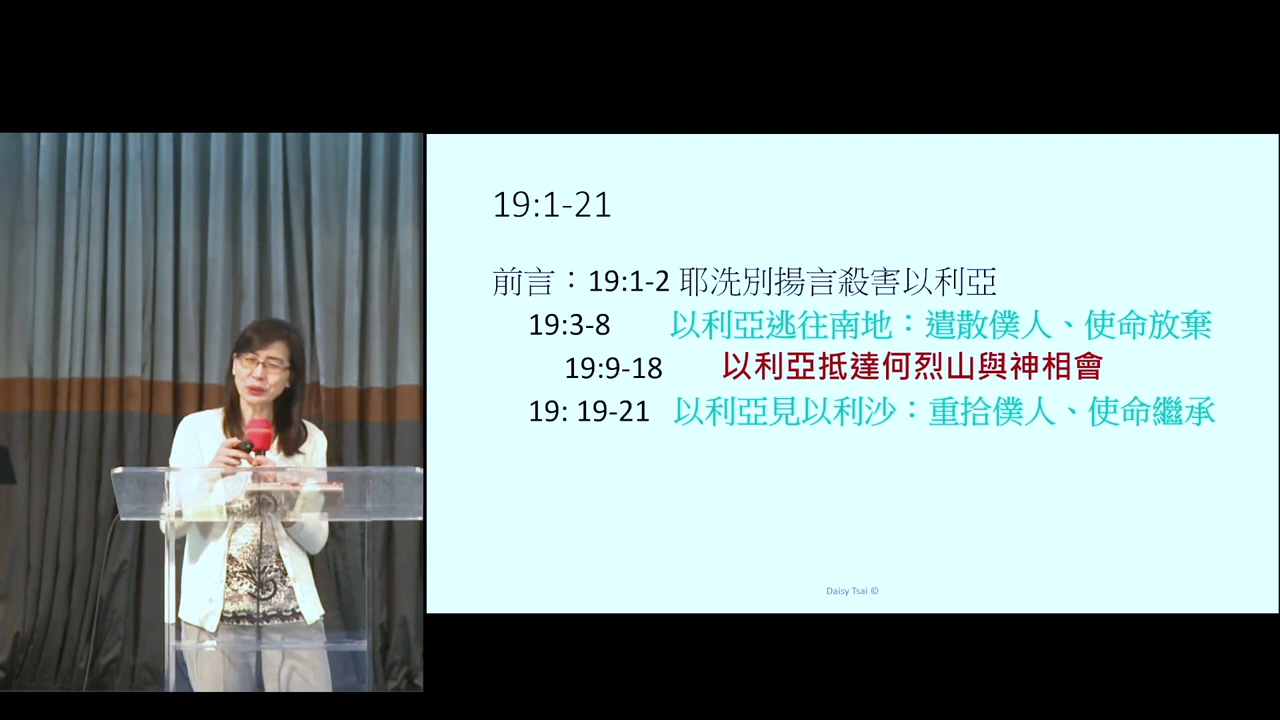 19:1-21
前言：19:1-2 耶洗別揚言殺害以利亞
19:3-8 以利亞逃往南地：遣散僕人、使命放棄
19:9-18 以利亞抵達何烈山與神相會
19: 19-21 以利亞見以利沙：重拾僕人、使命繼承
Daisy Tsai ©